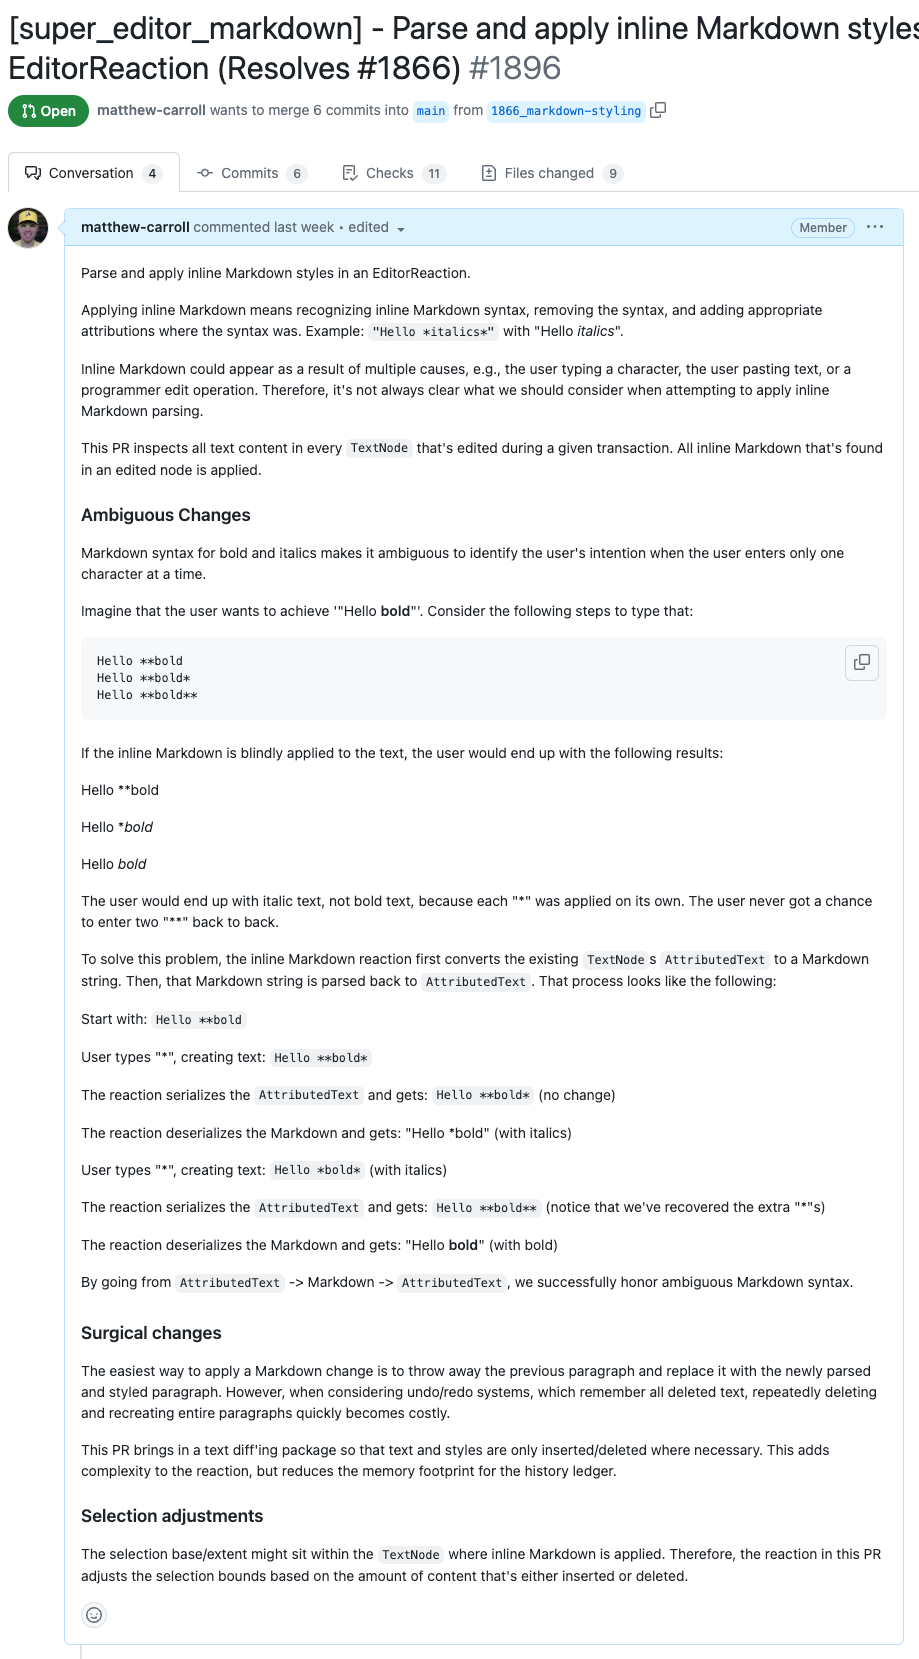 [super_editor_markdown] - Parse and apply inline Markdown styles
EditorReaction (Resolves #1866) #1896
Open matthew-carroll wants to merge 6 commits into main from 1866_markdown-styling
Conversation 4 Commits 6 Checks 11 Files changed 9
matthew-carroll commented last week • edited Member ···
Parse and apply inline Markdown styles in an EditorReaction.
Applying inline Markdown means recognizing inline Markdown syntax, removing the syntax, and adding appropriate
attributions where the syntax was. Example: "Hello *italics*" with "Hello italics".
Inline Markdown could appear as a result of multiple causes, e.g., the user typing a character, the user pasting text, or a
programmer edit operation. Therefore, it's not always clear what we should consider when attempting to apply inline
Markdown parsing.
This PR inspects all text content in every TextNode that's edited during a given transaction. All inline Markdown that's found
in an edited node is applied.
Ambiguous Changes
Markdown syntax for bold and italics makes it ambiguous to identify the user's intention when the user enters only one
character at a time.
Imagine that the user wants to achieve '"Hello bold"'. Consider the following steps to type that:
Hello **bold
Hello **bold*
Hello **bold**
If the inline Markdown is blindly applied to the text, the user would end up with the following results:
Hello **bold
Hello *bold
Hello bold
The user would end up with italic text, not bold text, because each "*" was applied on its own. The user never got a chance
to enter two "**" back to back.
To solve this problem, the inline Markdown reaction first converts the existing TextNode s AttributedText to a Markdown
string. Then, that Markdown string is parsed back to AttributedText . That process looks like the following:
Start with: Hello **bold
User types "*", creating text: Hello **bold*
The reaction serializes the AttributedText and gets: Hello **bold* (no change)
The reaction deserializes the Markdown and gets: "Hello *bold" (with italics)
User types "*", creating text: Hello *bold* (with italics)
The reaction serializes the AttributedText and gets: Hello **bold** (notice that we've recovered the extra "*"s)
The reaction deserializes the Markdown and gets: "Hello bold" (with bold)
By going from AttributedText -> Markdown -> AttributedText , we successfully honor ambiguous Markdown syntax.
Surgical changes
The easiest way to apply a Markdown change is to throw away the previous paragraph and replace it with the newly parsed
and styled paragraph. However, when considering undo/redo systems, which remember all deleted text, repeatedly deleting
and recreating entire paragraphs quickly becomes costly.
This PR brings in a text diff'ing package so that text and styles are only inserted/deleted where necessary. This adds
complexity to the reaction, but reduces the memory footprint for the history ledger.
Selection adjustments
The selection base/extent might sit within the TextNode where inline Markdown is applied. Therefore, the reaction in this PR
adjusts the selection bounds based on the amount of content that's either inserted or deleted.